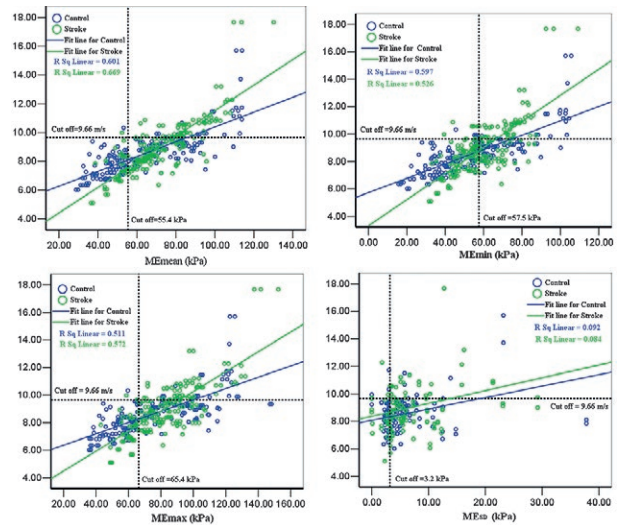 18.00
16.00
14.00
12.00
10.00
8.00
6.00
4.00
Control
Stroke
Fit line for Control
Fit line for Stroke
R Sq Linear = 0.601
R Sq Linear = 0.669
Cut off=9.66 m/s
Cut off=55.4 kPa
20.00 40.00 60.00 80.00 100.00 120.00 140.00
MEmean (kPa)
18.00
16.00
14.00
12.00
10.00
8.00
6.00
4.00
Control
Stroke
Fit line for Control
Fit line for Stroke
R Sq Linear = 0.597
R Sq Linear = 0.526
Cut off=9.66 m/s
Cut off=57.5 kPa
0.00 20.00 40.00 60.00 80.00 100.00 120.00
MEmin (kPa)
18.00
16.00
14.00
12.00
10.00
8.00
6.00
4.00
Control
Stroke
Fit line for Control
Fit line for Stroke
R Sq Linear = 0.511
R Sq Linear = 0.572
Cut off = 9.66 m/s
Cut off=65.4 kPa
20.00 40.00 60.00 80.00 100.00 120.00 140.00 160.00
MEmax (kPa)
18.00
16.00
14.00
12.00
10.00
8.00
6.00
4.00
Control
Stroke
Fit line for Control
Fit line for Stroke
R Sq Linear = 0.092
R Sq Linear = 0.084
Cut off = 9.66 m/s
Cut off =3.2 kPa
0.00 10.00 20.00 30.00 40.00
MESD (kPa)